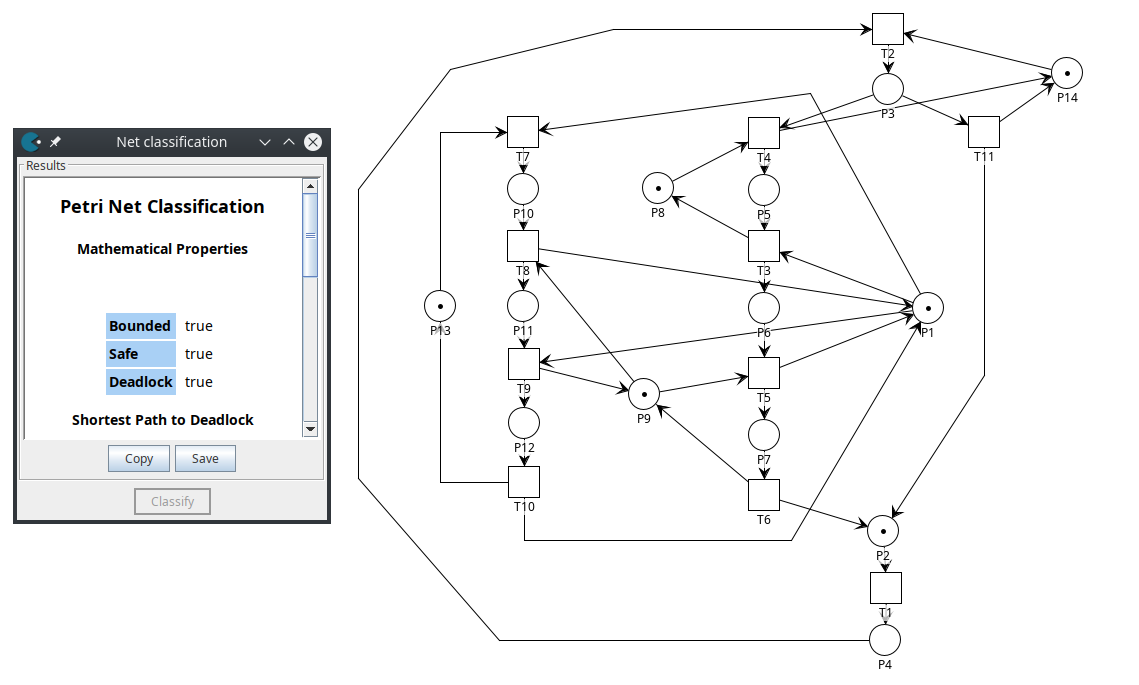 Net classification
Results
Petri Net Classification
Mathematical Properties
Bounded true
Safe true
Deadlock true
Shortest Path to Deadlock
Copy Save
Classify
T2
P14
P3
T7
T4
T11
P10
P8
P5
T8
T3
P13
P11
P6
P1
T9
P9
T5
P12
P7
T10
T6
P2
T1
P4